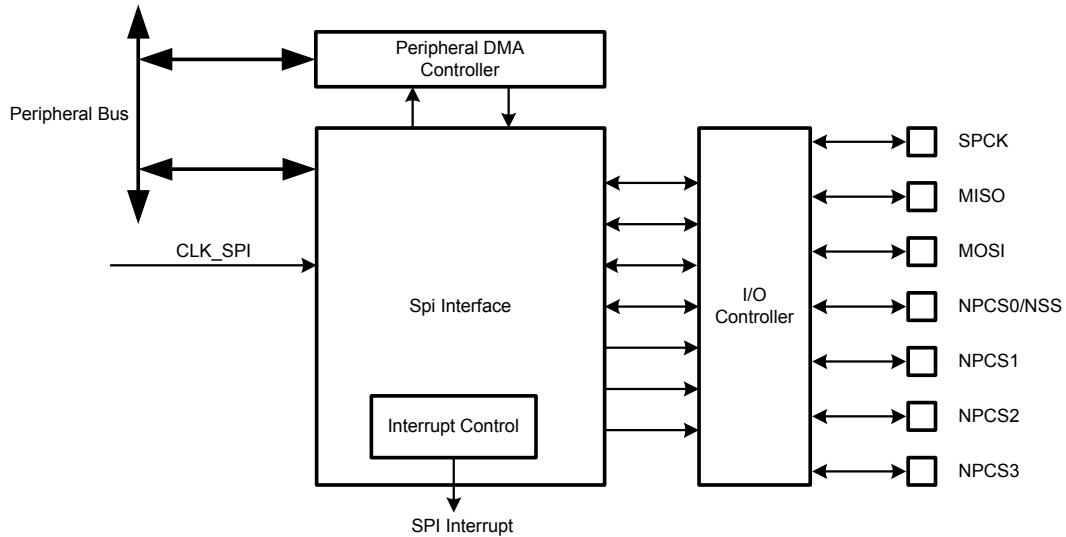 Peripheral DMA
Controller
Peripheral Bus
CLK_SPI
Spi Interface
Interrupt Control
SPI Interrupt
I/O
Controller
SPCK
MISO
MOSI
NPCS0/NSS
NPCS1
NPCS2
NPCS3